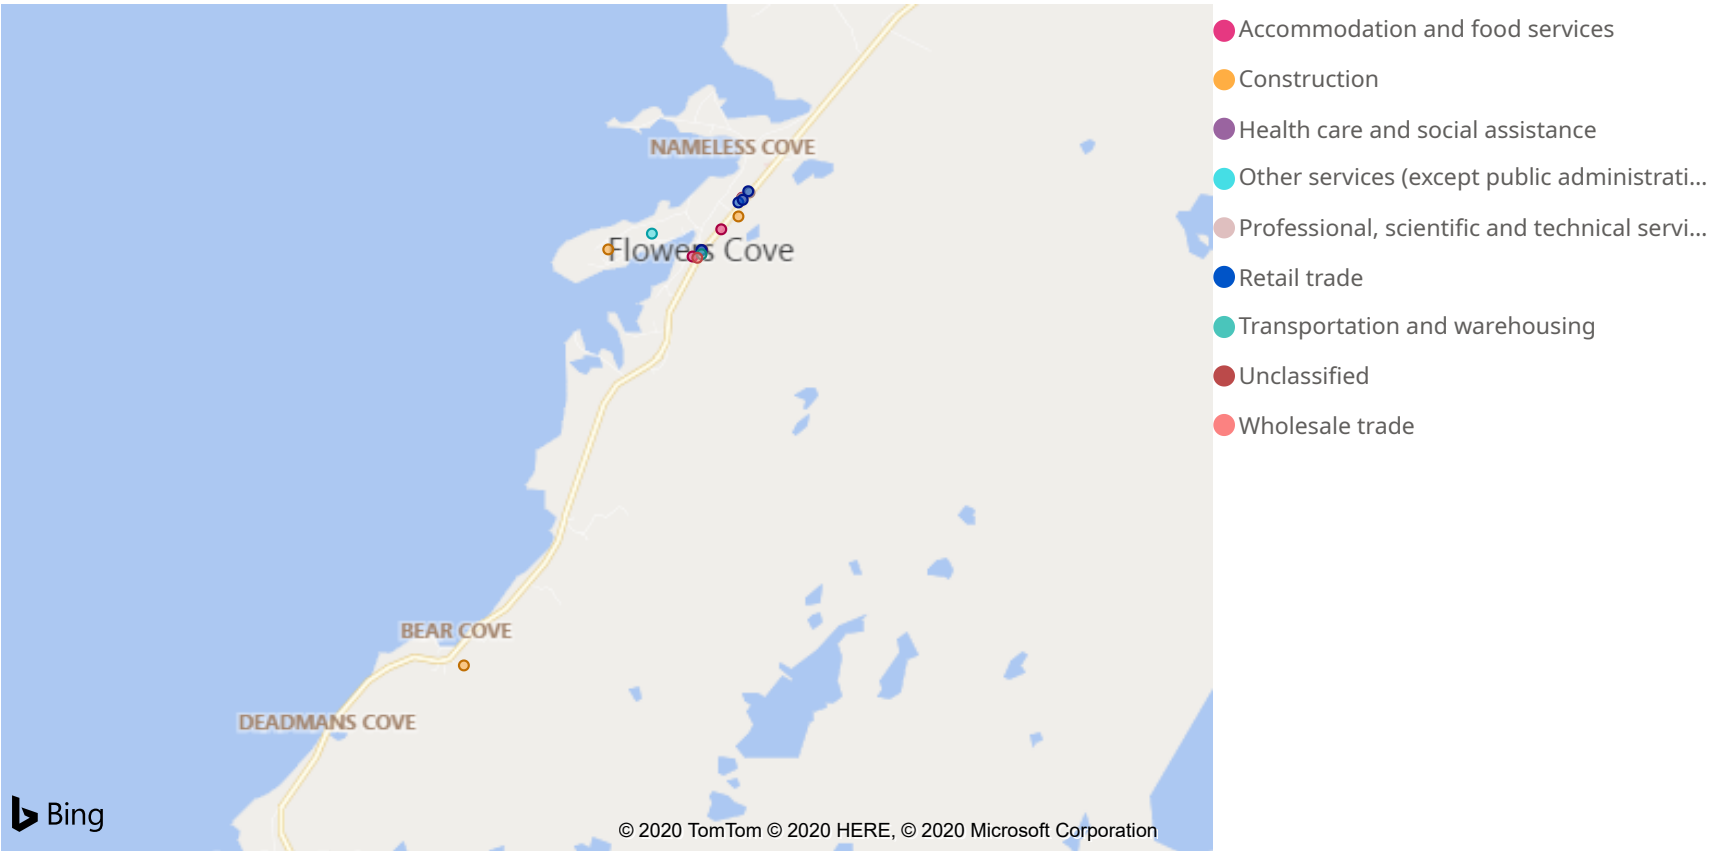 NAMELESS COVE
Flowers Cove
BEAR COVE
DEADMANS COVE
Bing
© 2020 TomTom © 2020 HERE, © 2020 Microsoft Corporation
Accommodation and food services
Construction
Health care and social assistance
Other services (except public administrati...
Professional, scientific and technical servi...
Retail trade
Transportation and warehousing
Unclassified
Wholesale trade